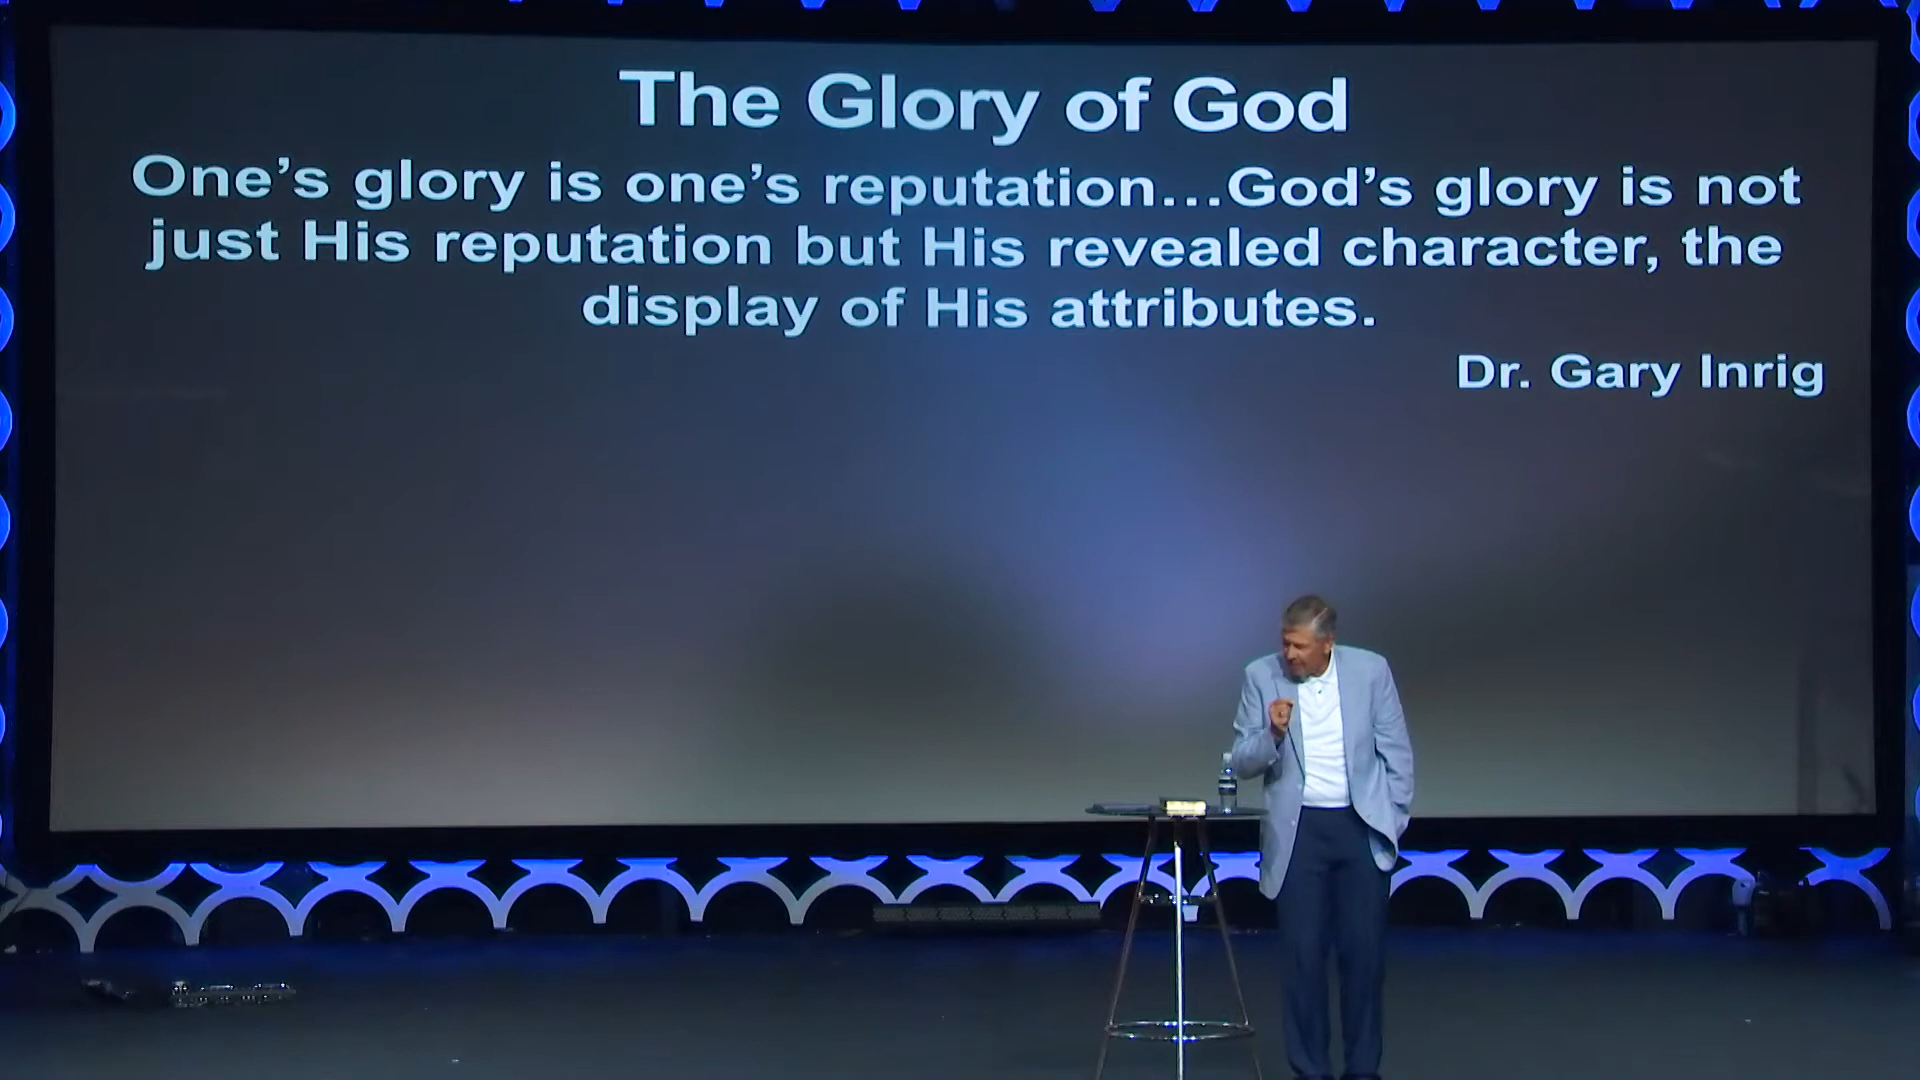 The Glory of God
One’s glory is one’s reputation…God’s glory is not
just His reputation but His revealed character, the
display of His attributes.
Dr. Gary Inrig